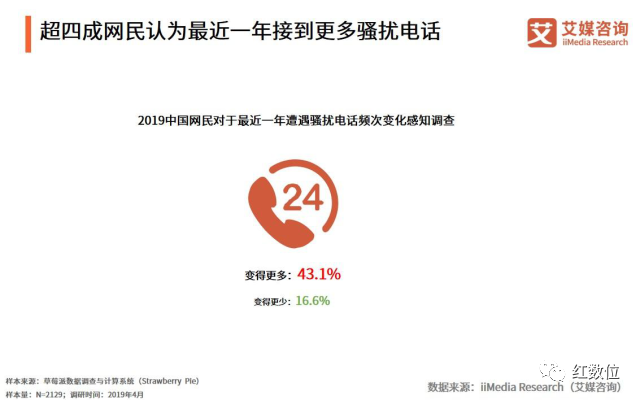 超四成网民认为最近一年接到更多骚扰电话
艾媒咨询
iiMedia Research
2019中国网民对于最近一年遭遇骚扰电话频次变化感知调查
24
变得更多：43.1%
变得更少：16.6%
样本来源：草莓派数据调查与计算系统（Strawberry Pie）
样本量：N=2129；调研时间：2019年4月
红数位
数据来源：iiMedia Research（艾媒咨询）